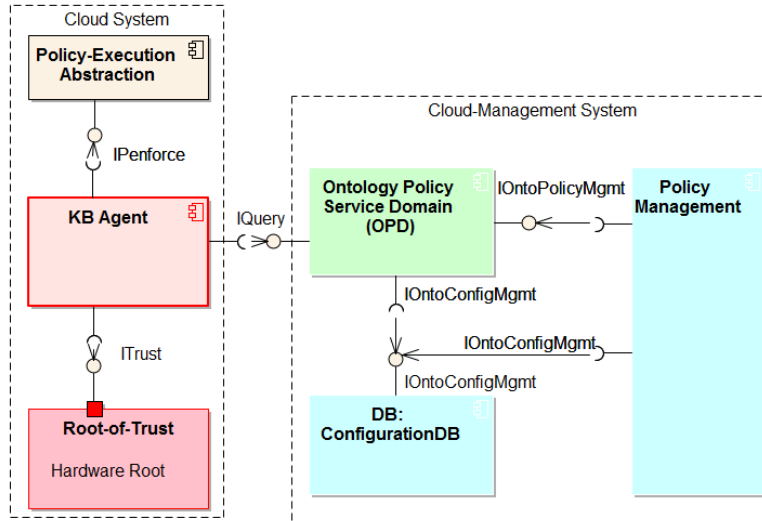 Cloud System
Policy-Execution
Abstraction
IPenforce
KB Agent
ITrust
Root-of-Trust
Hardware Root
IQuery
Cloud-Management System
Ontology Policy
Service Domain
(OPD)
IOntoPolicyMgmt
Policy
Management
IOntoConfigMgmt
IOntoConfigMgmt
IOntoConfigMgmt
DB:
ConfigurationDB